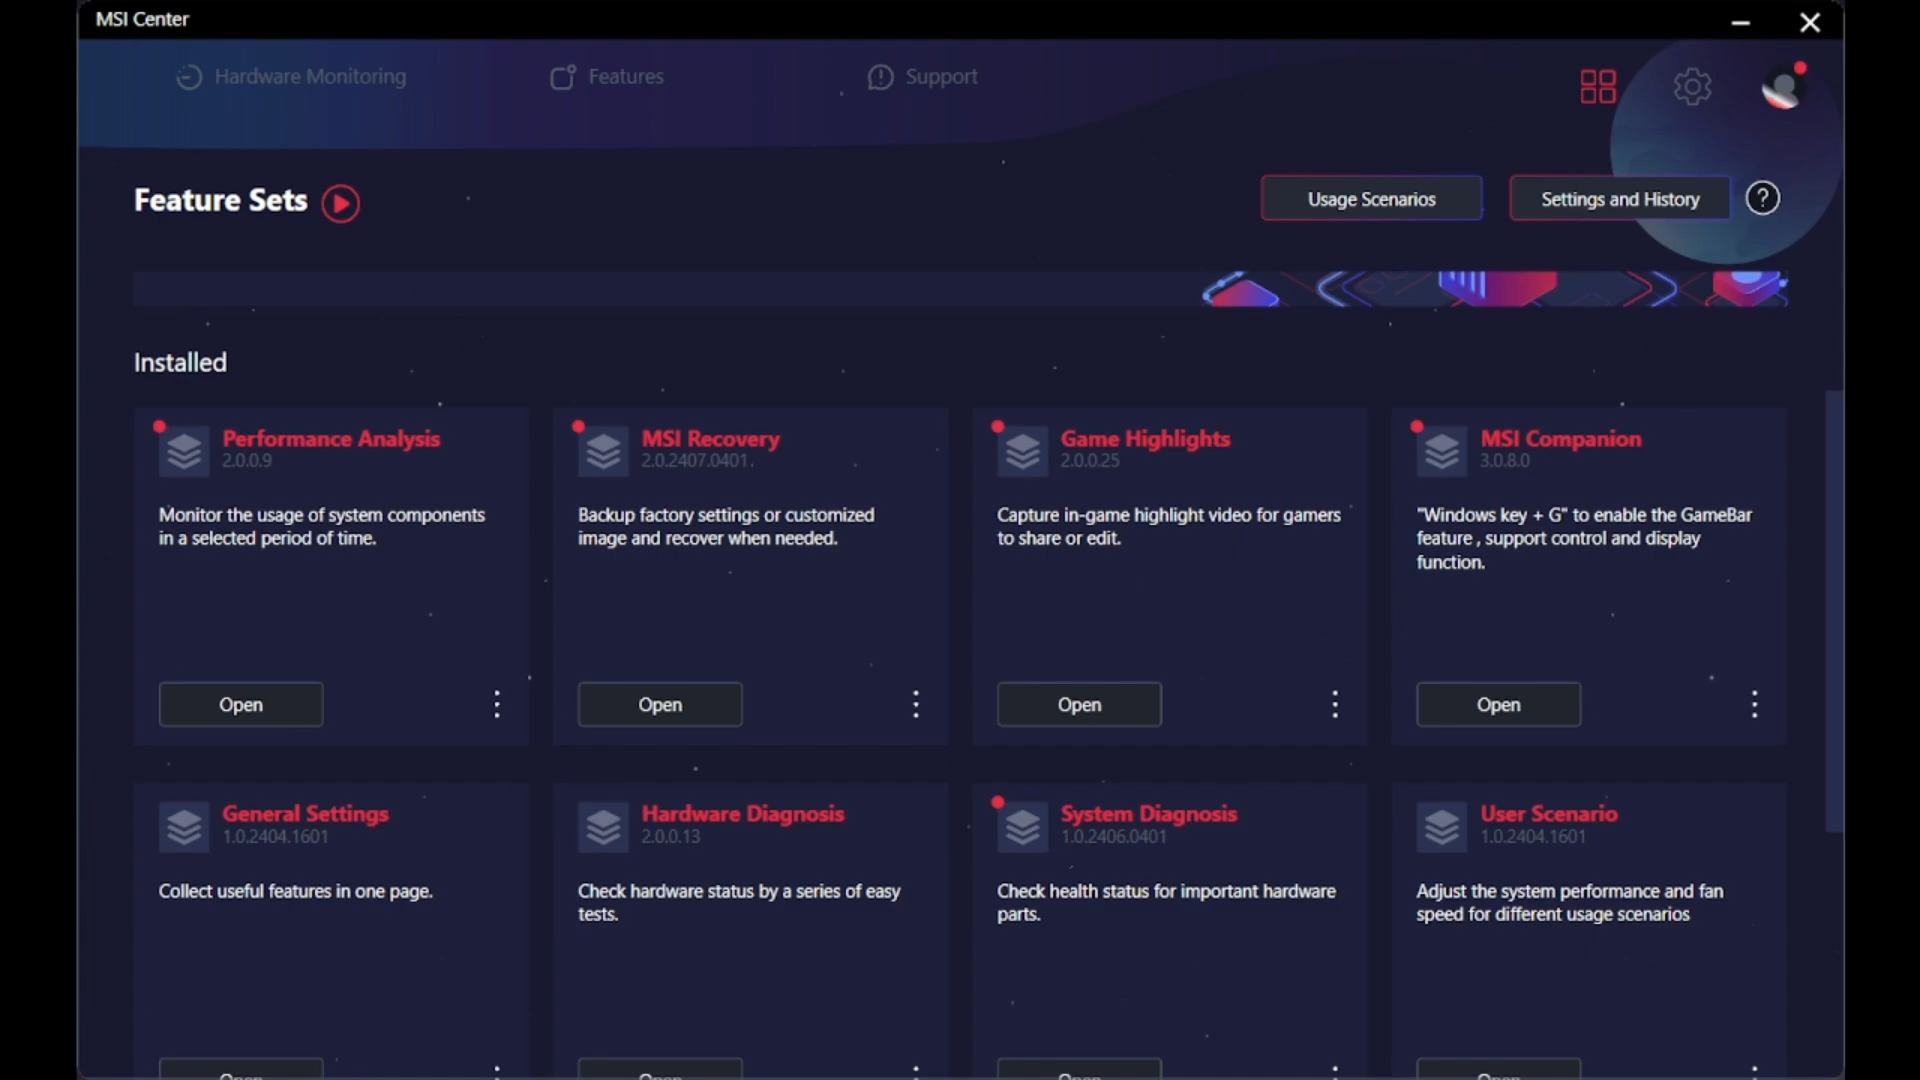 MSI Center
Hardware Monitoring
Features
Support
Feature Sets
Usage Scenarios
Settings and History
?
Installed
Performance Analysis
2.0.0.9
Monitor the usage of system components
in a selected period of time.
Open
MSI Recovery
2.0.2407.0401.
Backup factory settings or customized
image and recover when needed.
Open
Game Highlights
2.0.0.25
Capture in-game highlight video for gamers
to share or edit.
Open
MSI Companion
3.0.8.0
"Windows key + G" to enable the GameBar
feature , support control and display
function.
Open
General Settings
1.0.2404.1601
Collect useful features in one page.
Open
Hardware Diagnosis
2.0.0.13
Check hardware status by a series of easy
tests.
Open
System Diagnosis
1.0.2406.0401
Check health status for important hardware
parts.
Open
User Scenario
1.0.2404.1601
Adjust the system performance and fan
speed for different usage scenarios
Open